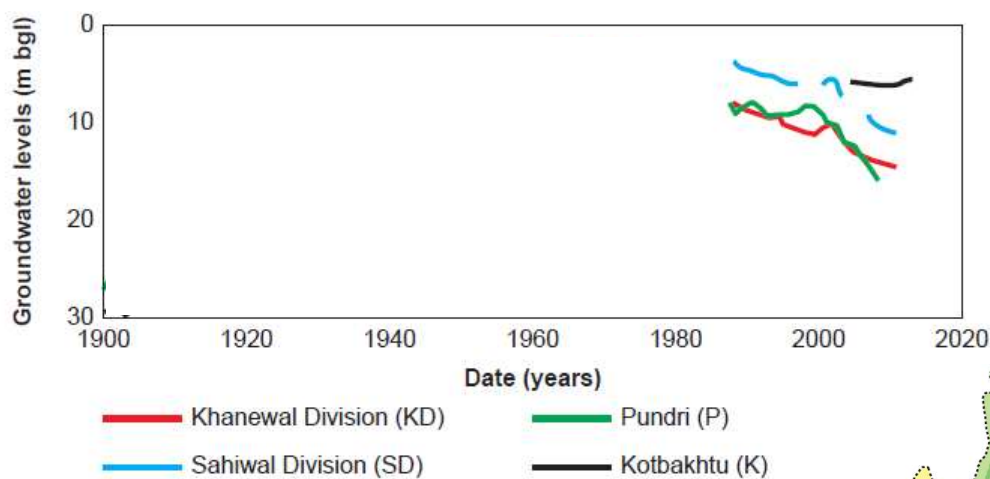 Groundwater levels (m bgl)
0
10
20
30
1900 1920 1940 1960 1980 2000 2020
Date (years)
Khanewal Division (KD) Pundri (P)
Sahiwal Division (SD) Kotbakhtu (K)